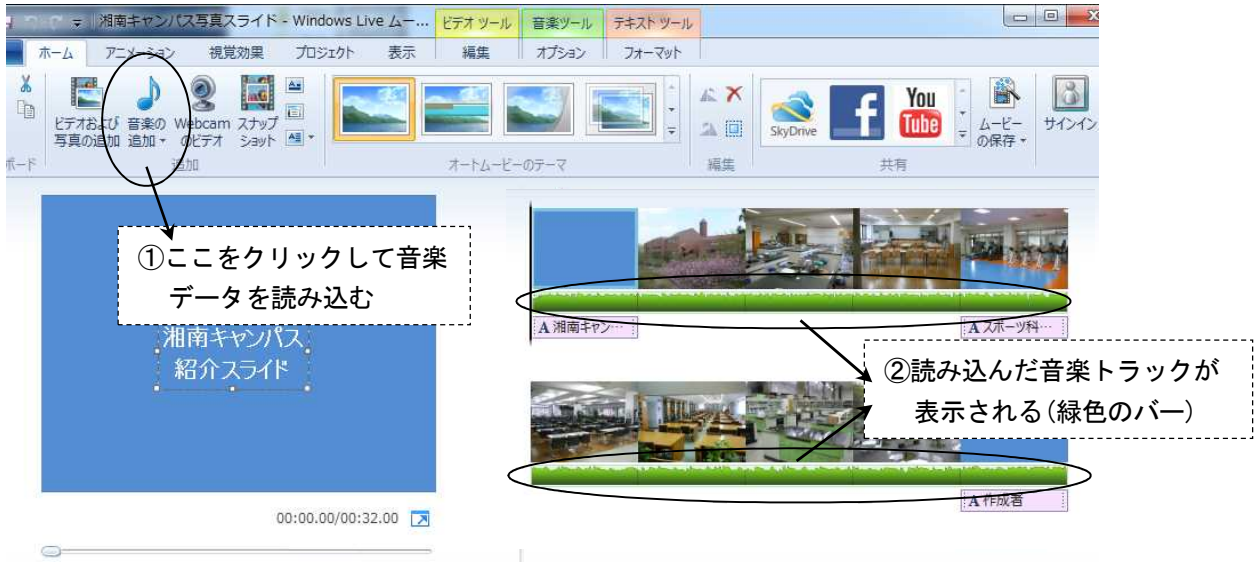 湘南キャンパス写真スライド - Windows Live ムー...
ビデオ ツール
音楽ツール
テキスト ツール
ホーム
アニメーション
視覚効果
プロジェクト
表示
編集
オプション
フォーマット
ビデオおよび
写真の追加
音楽の
追加
Webcam
のビデオ
スナップ
ショット
SkyDrive
f
You
Tube
ムービー
の保存
サインイン
ボード
追加
オートムービーのテーマ
編集
共有
①ここをクリックして音楽
データを読み込む
湘南キャンパス
紹介スライド
A 湘南キャン…
A スポーツ科…
②読み込んだ音楽トラックが
表示される(緑色のバー)
A 作成者
00:00.00/00:32.00